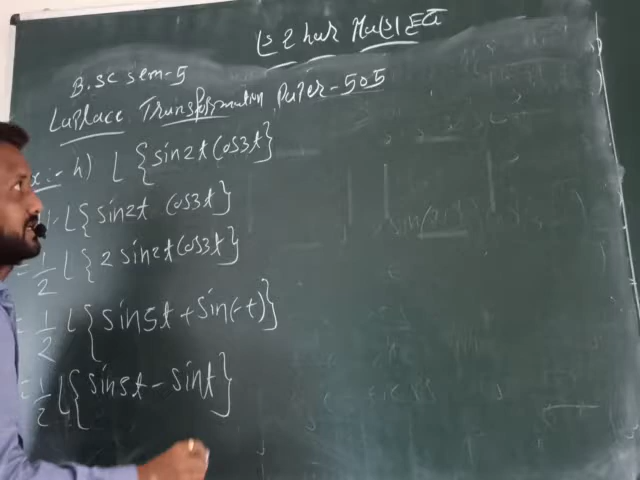 B.Sc sem-5
Laplace Transformation Paper-505
Ex:- h) L {sin2t cos3t}
L{sin2t cos3t}
= 1/2 L{2 sin2t cos3t}
= 1/2 L{sin5t + sin(-t)}
= 1/2 L{sin5t - sint}